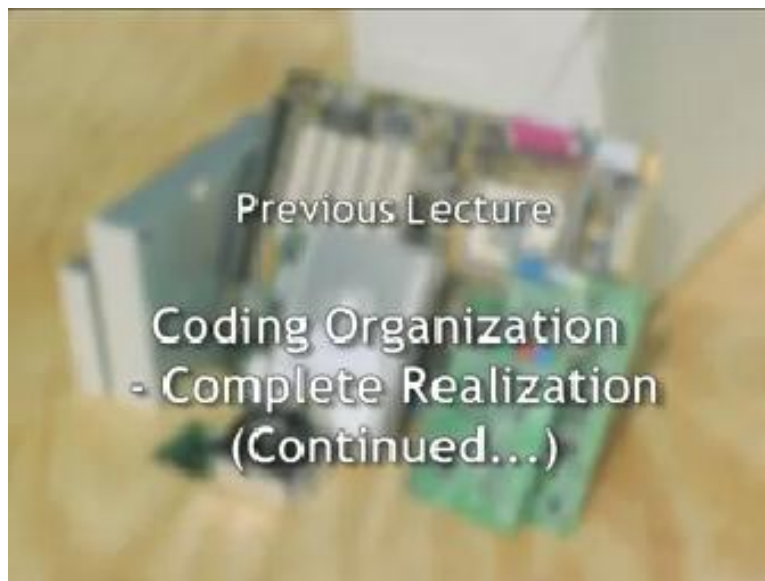 Previous Lecture
Coding Organization
- Complete Realization
(Continued...)